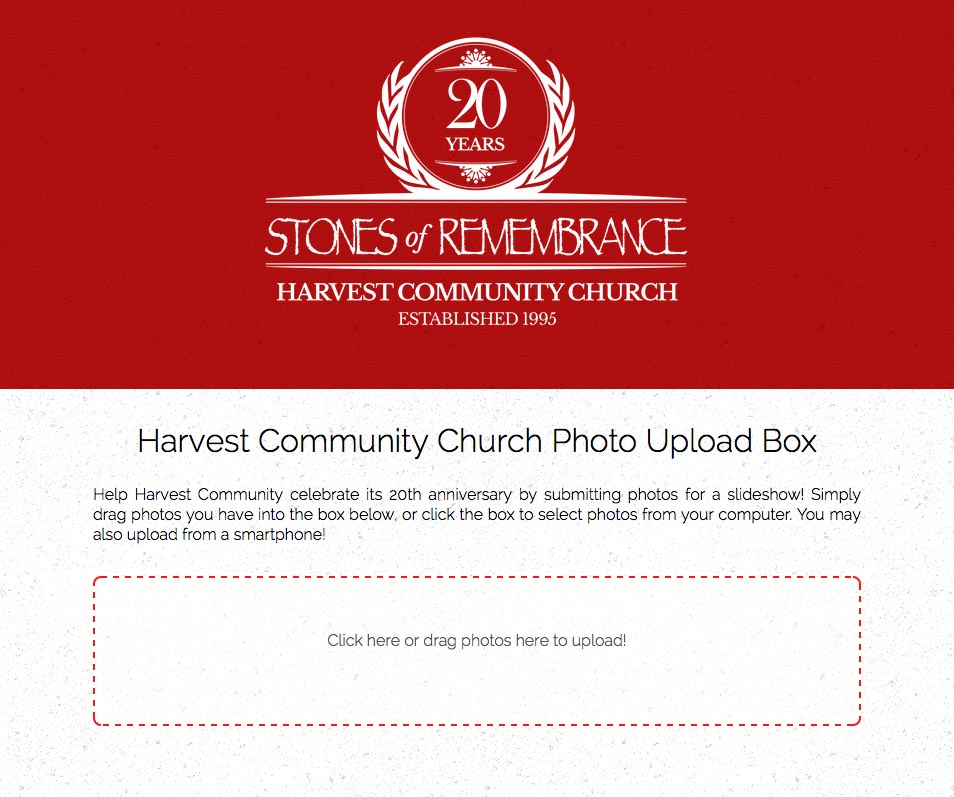 20
YEARS
STONES of REMEMBRANCE
HARVEST COMMUNITY CHURCH
ESTABLISHED 1995
Harvest Community Church Photo Upload Box
Help Harvest Community celebrate its 20th anniversary by submitting photos for a slideshow! Simply
drag photos you have into the box below, or click the box to select photos from your computer. You may
also upload from a smartphone!
Click here or drag photos here to upload!